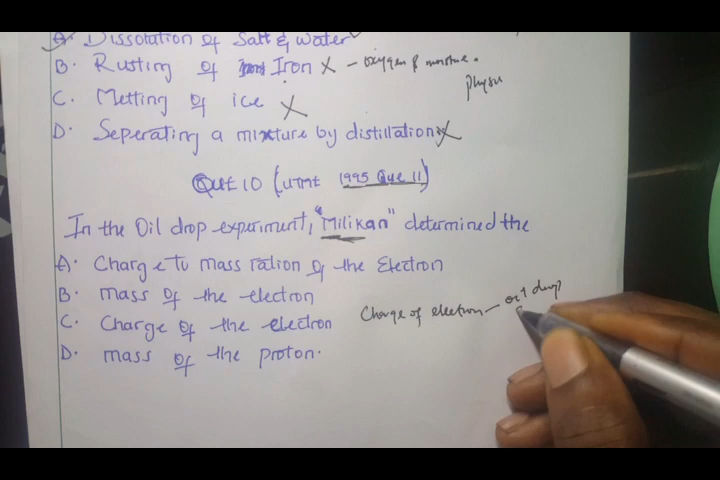 A. Dissolution of Salt & Water
B. Rusting of Iron X - oxygen & moisture.
C. Melting of ice X
D. Seperating a mixture by distillation X
QUE 10 (UTME 1995 Que 11)
In the Oil drop experiment, "Milikan" determined the
A. Charge to mass ration of the Electron
B. mass of the electron
C. Charge of the electron
Charge of electron - oil drop
D. mass of the proton.